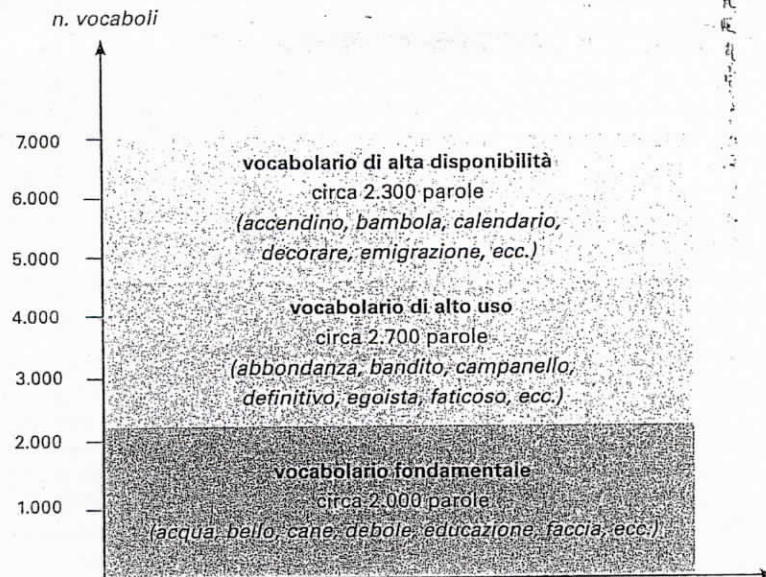 n. vocaboli
7.000
vocabolario di alta disponibilità
circa 2.300 parole
6.000
(accendino, bambola, calendario,
decorare, emigrazione, ecc.)
5.000
vocabolario di alto uso
4.000
circa 2.700 parole
(abbondanza, bandito, campanello,
3.000
definitivo, egoista, faticoso, ecc.)
2.000
vocabolario fondamentale
circa 2.000 parole
1.000
(acqua, bello, cane, debole, educazione, faccia, ecc.)